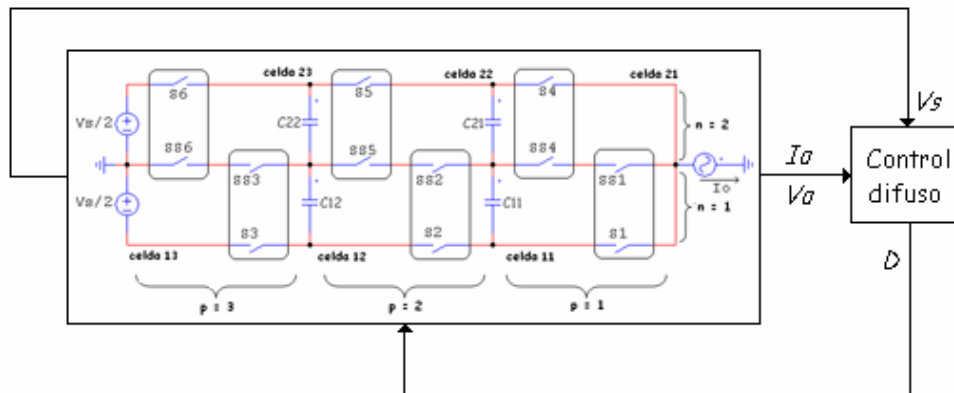 celda 23
celda 22
celda 21
S6
S5
S4
Vs/2
C22
C21
n = 2
Vs
SS6
SS3
SS5
SS2
SS4
SS1
Io
Io
Vo
Control
difuso
Vs/2
C12
C11
n = 1
S3
S2
S1
celda 13
celda 12
celda 11
D
p = 3
p = 2
p = 1